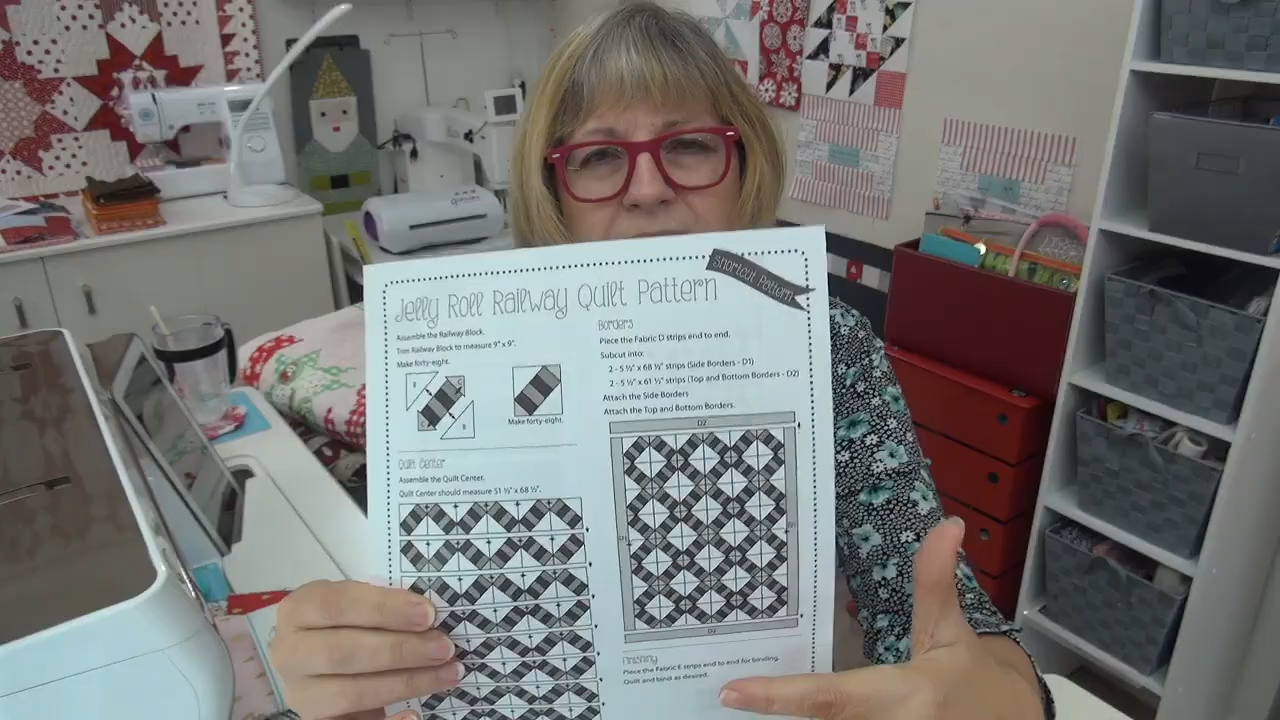 Shortcut Pattern
Jelly Roll Railway Quilt Pattern
Assemble the Railway Block.
Trim Railway Block to measure 9" x 9".
Make forty-eight.
B
C
C
B
Make forty-eight.
Quilt Center
Assemble the Quilt Center.
Quilt Center should measure 51 ½" x 68 ½".
Borders
Piece the Fabric D strips end to end.
Subcut into:
2 - 5 ½" x 68 ½" strips (Side Borders - D1)
2 - 5 ½" x 61 ½" strips (Top and Bottom Borders - D2)
Attach the Side Borders
Attach the Top and Bottom Borders.
D2
D1
D1
D2
Finishing
Piece the Fabric E strips end to end for binding.
Quilt and bind as desired.